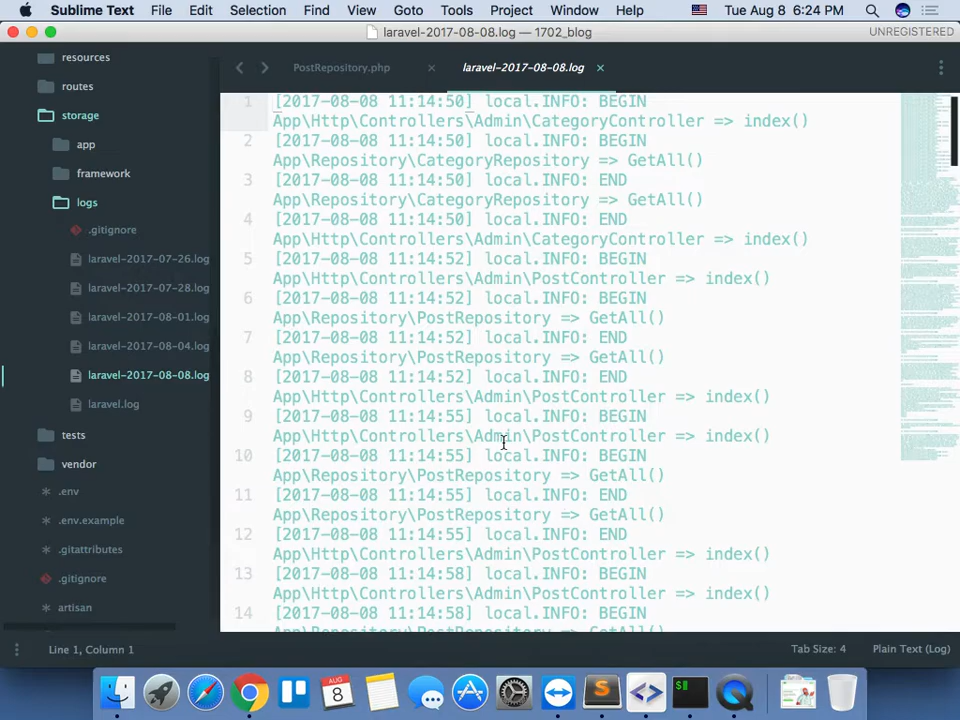 Sublime Text File Edit Selection Find View Goto Tools Project Window Help Tue Aug 8 6:24 PM
laravel-2017-08-08.log — 1702_blog UNREGISTERED
resources
routes
storage
app
framework
logs
.gitignore
laravel-2017-07-26.log
laravel-2017-07-28.log
laravel-2017-08-01.log
laravel-2017-08-04.log
laravel-2017-08-08.log
laravel.log
tests
vendor
.env
.env.example
.gitattributes
.gitignore
artisan
PostRepository.php × laravel-2017-08-08.log ×
1 [2017-08-08 11:14:50] local.INFO: BEGIN
App\Http\Controllers\Admin\CategoryController => index()
2 [2017-08-08 11:14:50] local.INFO: BEGIN
App\Repository\CategoryRepository => GetAll()
3 [2017-08-08 11:14:50] local.INFO: END
App\Repository\CategoryRepository => GetAll()
4 [2017-08-08 11:14:50] local.INFO: END
App\Http\Controllers\Admin\CategoryController => index()
5 [2017-08-08 11:14:52] local.INFO: BEGIN
App\Http\Controllers\Admin\PostController => index()
6 [2017-08-08 11:14:52] local.INFO: BEGIN
App\Repository\PostRepository => GetAll()
7 [2017-08-08 11:14:52] local.INFO: END
App\Repository\PostRepository => GetAll()
8 [2017-08-08 11:14:52] local.INFO: END
App\Http\Controllers\Admin\PostController => index()
9 [2017-08-08 11:14:55] local.INFO: BEGIN
App\Http\Controllers\Admin\PostController => index()
10 [2017-08-08 11:14:55] local.INFO: BEGIN
App\Repository\PostRepository => GetAll()
11 [2017-08-08 11:14:55] local.INFO: END
App\Repository\PostRepository => GetAll()
12 [2017-08-08 11:14:55] local.INFO: END
App\Http\Controllers\Admin\PostController => index()
13 [2017-08-08 11:14:58] local.INFO: BEGIN
App\Http\Controllers\Admin\PostController => index()
14 [2017-08-08 11:14:58] local.INFO: BEGIN
App\Repository\PostRepository => GetAll()
Line 1, Column 1 Tab Size: 4 Plain Text (Log)
AUG
8